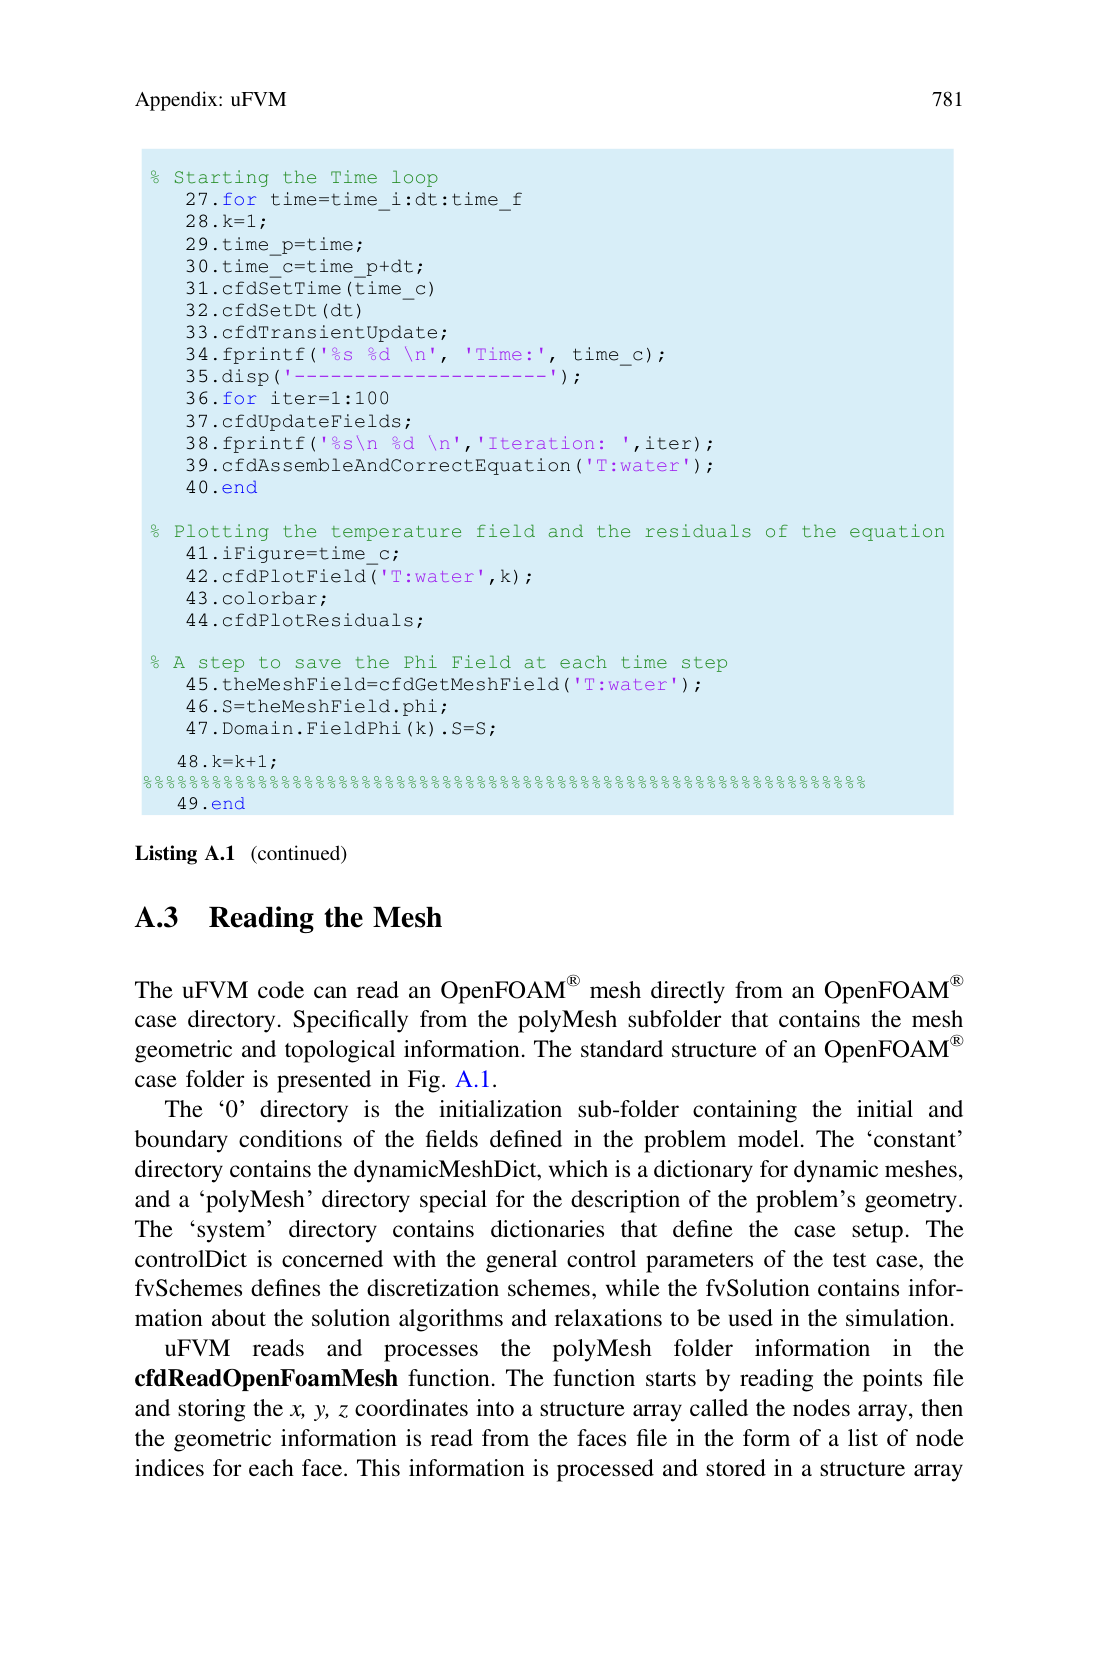 Appendix: uFVM 781
% Starting the Time loop
27.for time=time_i:dt:time_f
28.k=1;
29.time_p=time;
30.time_c=time_p+dt;
31.cfdSetTime(time_c)
32.cfdSetDt(dt)
33.cfdTransientUpdate;
34.fprintf('%s %d \n', 'Time:', time_c);
35.disp('---------------------');
36.for iter=1:100
37.cfdUpdateFields;
38.fprintf('%s\n %d \n','Iteration: ',iter);
39.cfdAssembleAndCorrectEquation('T:water');
40.end
% Plotting the temperature field and the residuals of the equation
41.iFigure=time_c;
42.cfdPlotField('T:water',k);
43.colorbar;
44.cfdPlotResiduals;
% A step to save the Phi Field at each time step
45.theMeshField=cfdGetMeshField('T:water');
46.S=theMeshField.phi;
47.Domain.FieldPhi(k).S=S;
48.k=k+1;
%%%%%%%%%%%%%%%%%%%%%%%%%%%%%%%%%%%%%%%%%%%%%%%%%%%%%%%%%%%%%%%
49.end
Listing A.1 (continued)
A.3 Reading the Mesh
The uFVM code can read an OpenFOAM® mesh directly from an OpenFOAM®
case directory. Specifically from the polyMesh subfolder that contains the mesh
geometric and topological information. The standard structure of an OpenFOAM®
case folder is presented in Fig. A.1.
The ‘0’ directory is the initialization sub-folder containing the initial and
boundary conditions of the fields defined in the problem model. The ‘constant’
directory contains the dynamicMeshDict, which is a dictionary for dynamic meshes,
and a ‘polyMesh’ directory special for the description of the problem’s geometry.
The ‘system’ directory contains dictionaries that define the case setup. The
controlDict is concerned with the general control parameters of the test case, the
fvSchemes defines the discretization schemes, while the fvSolution contains infor-
mation about the solution algorithms and relaxations to be used in the simulation.
uFVM reads and processes the polyMesh folder information in the
cfdReadOpenFoamMesh function. The function starts by reading the points file
and storing the x, y, z coordinates into a structure array called the nodes array, then
the geometric information is read from the faces file in the form of a list of node
indices for each face. This information is processed and stored in a structure array